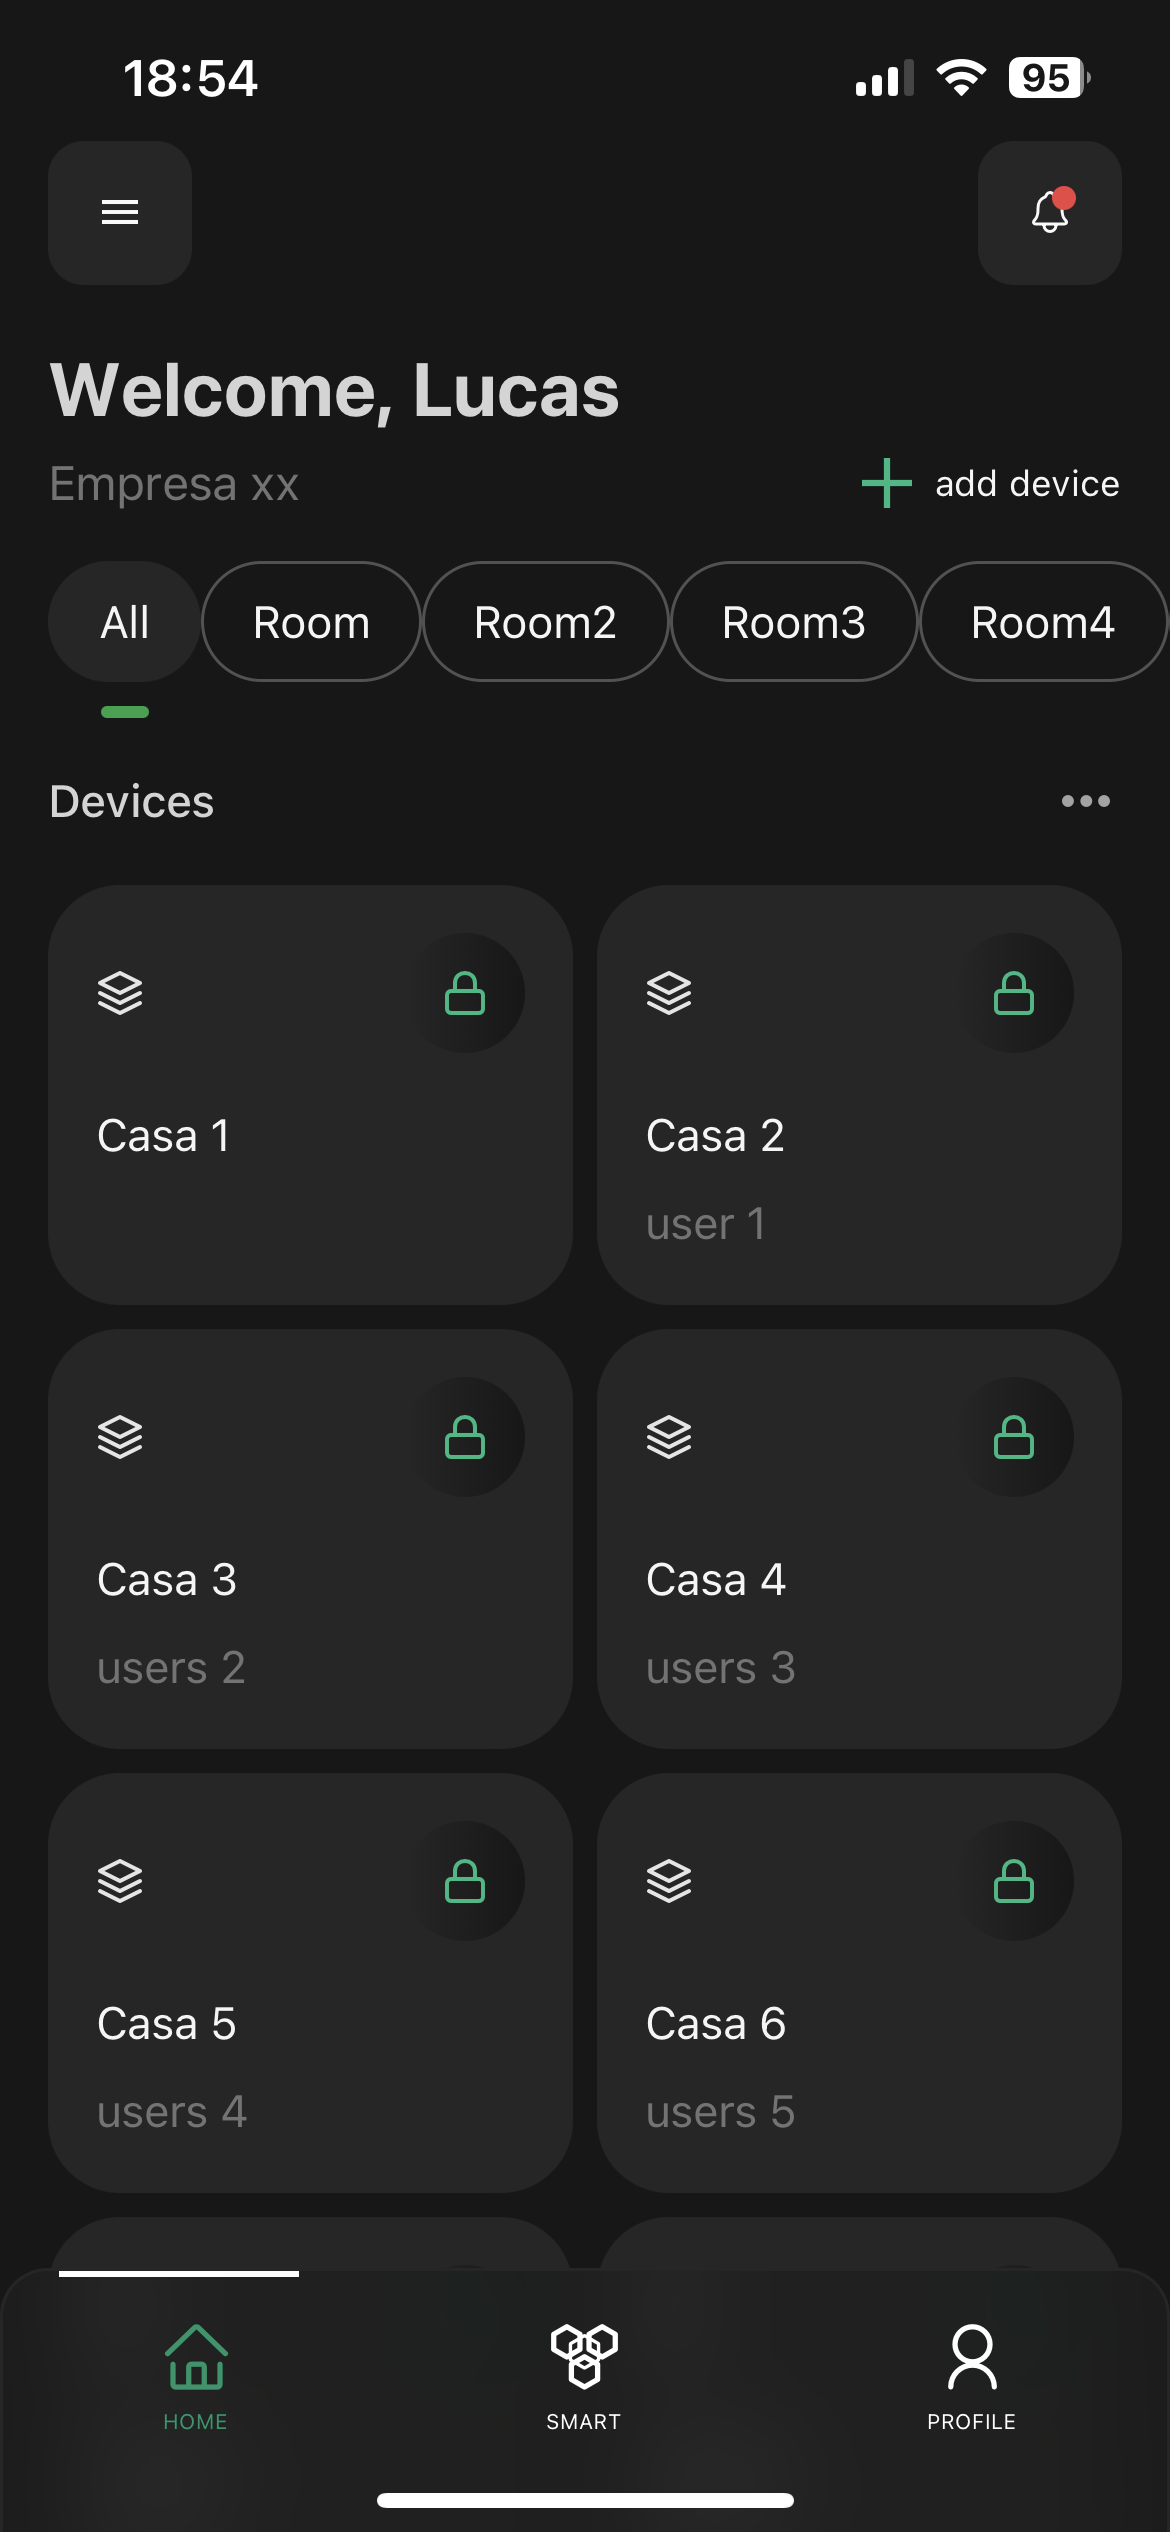 18:54 95
Welcome, Lucas
Empresa xx add device
All Room Room2 Room3 Room4
Devices
Casa 1 Casa 2
user 1
Casa 3 Casa 4
users 2 users 3
Casa 5 Casa 6
users 4 users 5
HOME SMART PROFILE